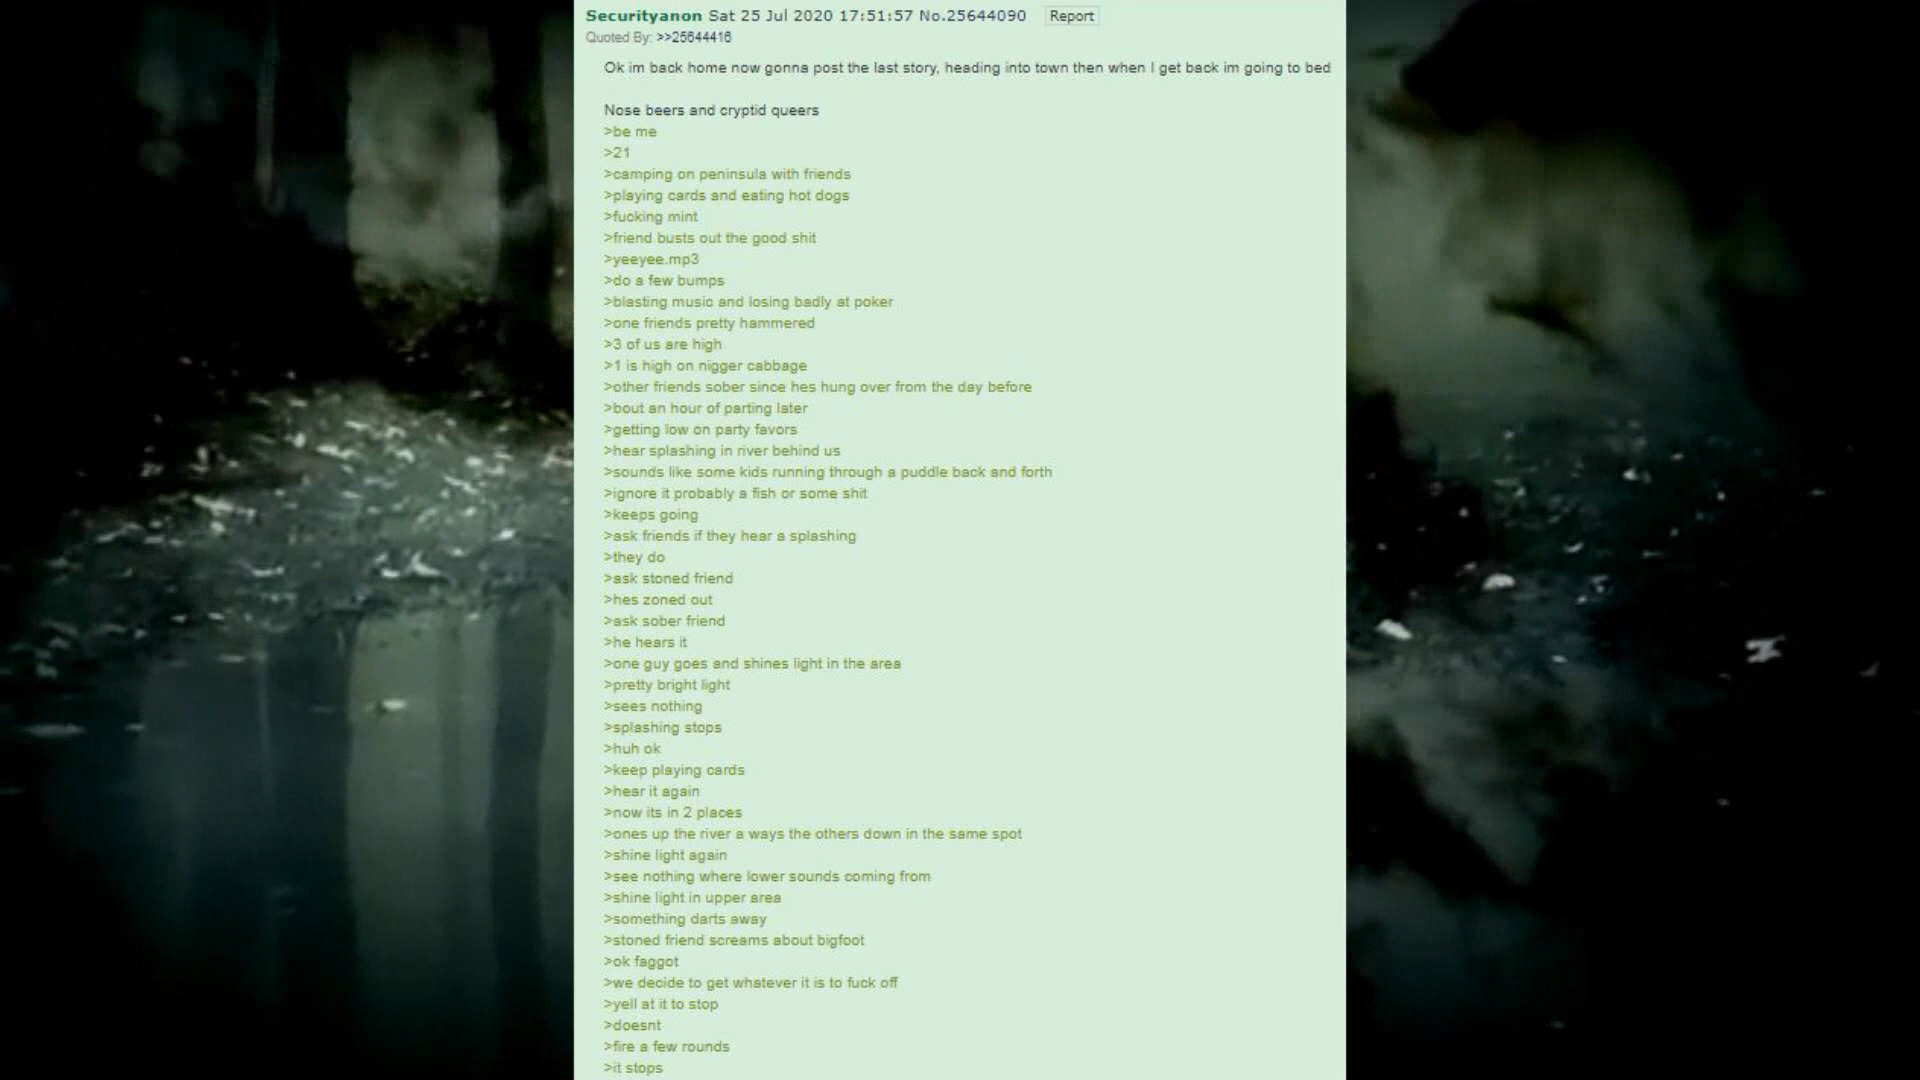 Securityanon Sat 25 Jul 2020 17:51:57 No.25644090 Report
Quoted By: >>25644416
Ok im back home now gonna post the last story, heading into town then when I get back im going to bed
Nose beers and cryptid queers
>be me
>21
>camping on peninsula with friends
>playing cards and eating hot dogs
>fucking mint
>friend busts out the good shit
>yeeyee.mp3
>do a few bumps
>blasting music and losing badly at poker
>one friends pretty hammered
>3 of us are high
>1 is high on nigger cabbage
>other friends sober since hes hung over from the day before
>bout an hour of parting later
>getting low on party favors
>hear splashing in river behind us
>sounds like some kids running through a puddle back and forth
>ignore it probably a fish or some shit
>keeps going
>ask friends if they hear a splashing
>they do
>ask stoned friend
>hes zoned out
>ask sober friend
>he hears it
>one guy goes and shines light in the area
>pretty bright light
>sees nothing
>splashing stops
>huh ok
>keep playing cards
>hear it again
>now its in 2 places
>ones up the river a ways the others down in the same spot
>shine light again
>see nothing where lower sounds coming from
>shine light in upper area
>something darts away
>stoned friend screams about bigfoot
>ok faggot
>we decide to get whatever it is to fuck off
>yell at it to stop
>doesnt
>fire a few rounds
>it stops